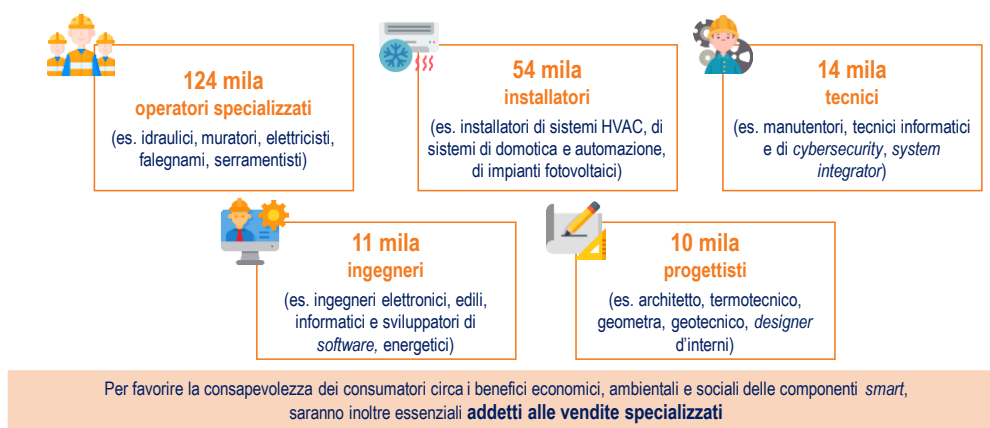 124 mila
operatori specializzati
(es. idraulici, muratori, elettricisti,
falegnami, serramentisti)
54 mila
installatori
(es. installatori di sistemi HVAC, di
sistemi di domotica e automazione,
di impianti fotovoltaici)
14 mila
tecnici
(es. manutentori, tecnici informatici
e di cybersecurity, system
integrator)
11 mila
ingegneri
(es. ingegneri elettronici, edili,
informatici e sviluppatori di
software, energetici)
10 mila
progettisti
(es. architetto, termotecnico,
geometra, geotecnico, designer
d’interni)
Per favorire la consapevolezza dei consumatori circa i benefici economici, ambientali e sociali delle componenti smart,
saranno inoltre essenziali addetti alle vendite specializzati